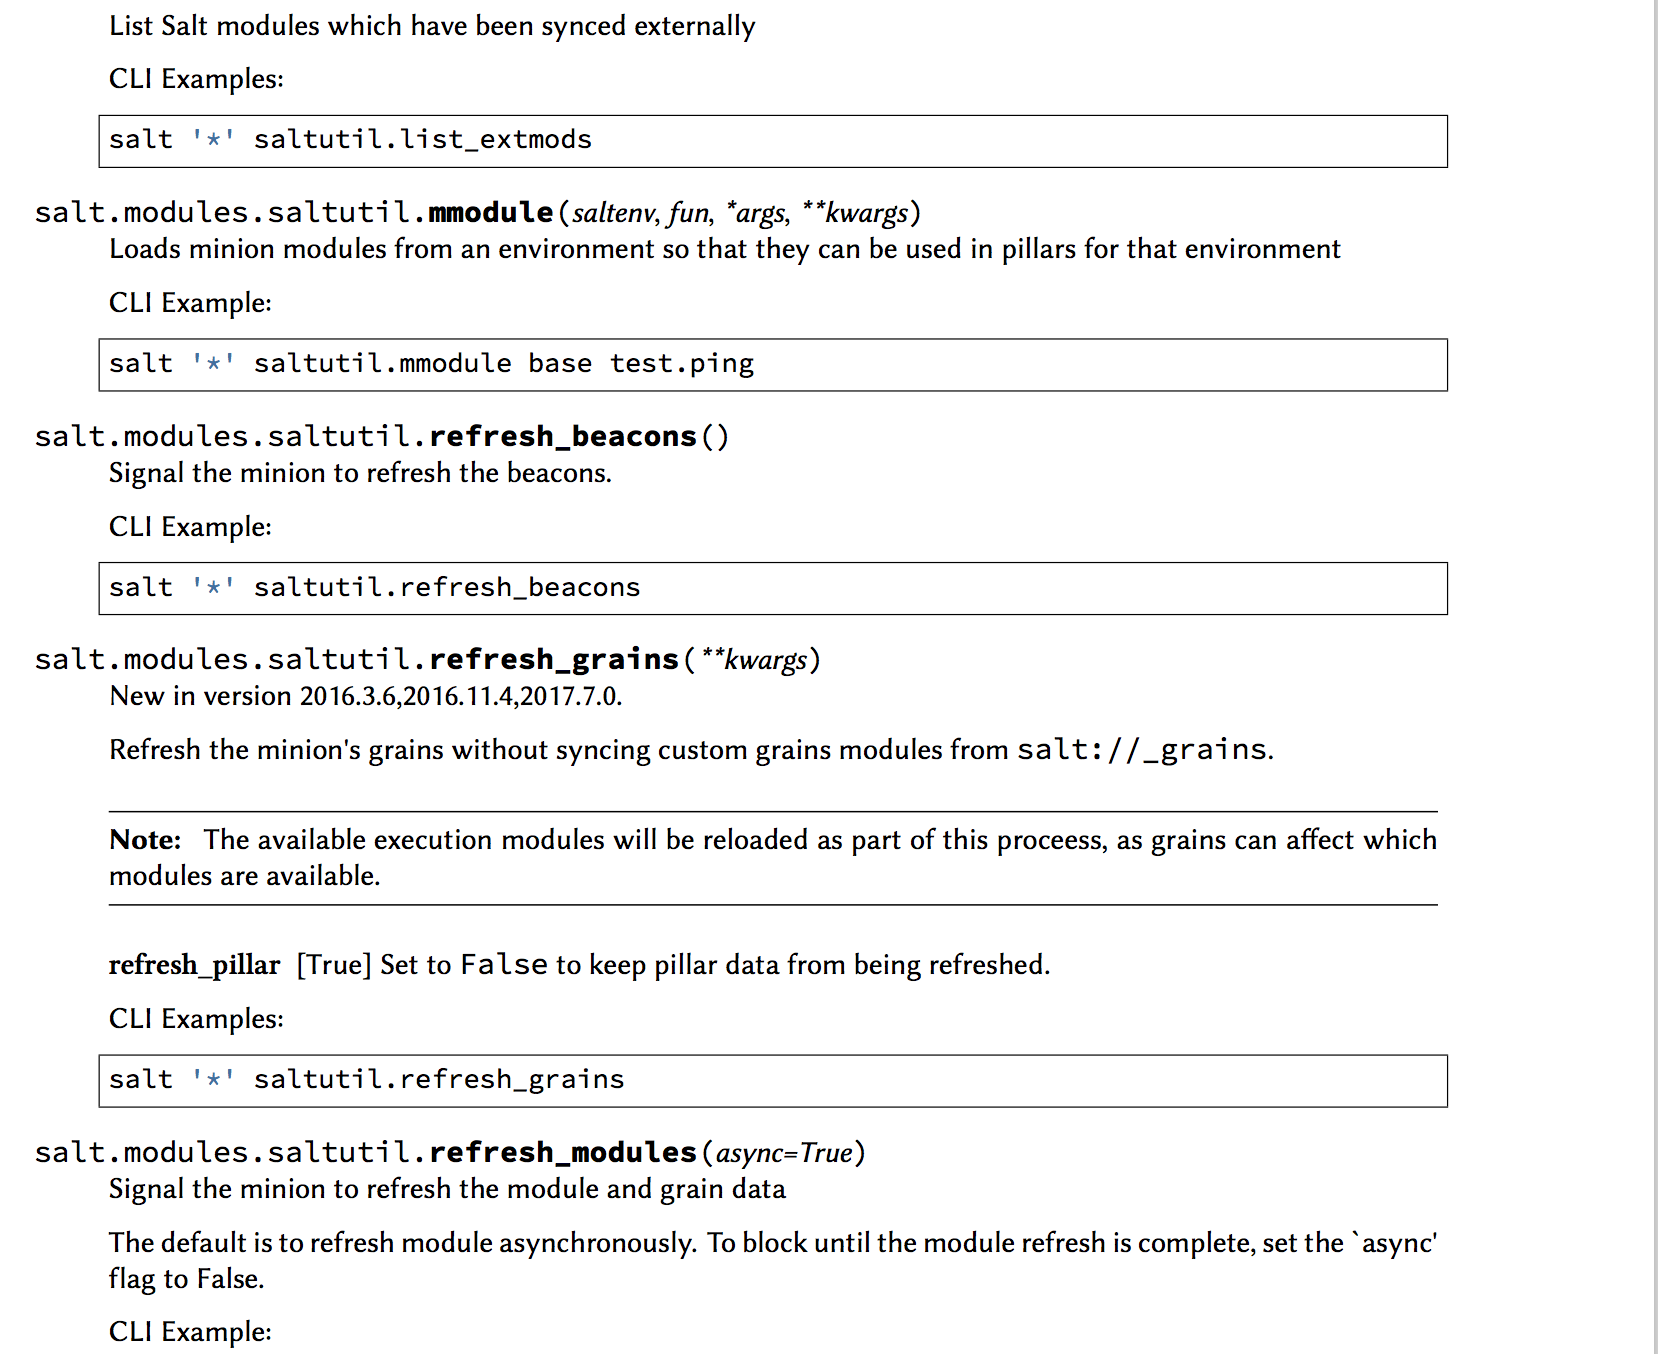 List Salt modules which have been synced externally
CLI Examples:
salt '*' saltutil.list_extmods
salt.modules.saltutil.mmodule(saltenv, fun, *args, **kwargs)
Loads minion modules from an environment so that they can be used in pillars for that environment
CLI Example:
salt '*' saltutil.mmodule base test.ping
salt.modules.saltutil.refresh_beacons()
Signal the minion to refresh the beacons.
CLI Example:
salt '*' saltutil.refresh_beacons
salt.modules.saltutil.refresh_grains(**kwargs)
New in version 2016.3.6,2016.11.4,2017.7.0.
Refresh the minion's grains without syncing custom grains modules from salt://_grains.
Note: The available execution modules will be reloaded as part of this proceess, as grains can affect which
modules are available.
refresh_pillar [True] Set to False to keep pillar data from being refreshed.
CLI Examples:
salt '*' saltutil.refresh_grains
salt.modules.saltutil.refresh_modules(async=True)
Signal the minion to refresh the module and grain data
The default is to refresh module asynchronously. To block until the module refresh is complete, set the `async'
flag to False.
CLI Example: